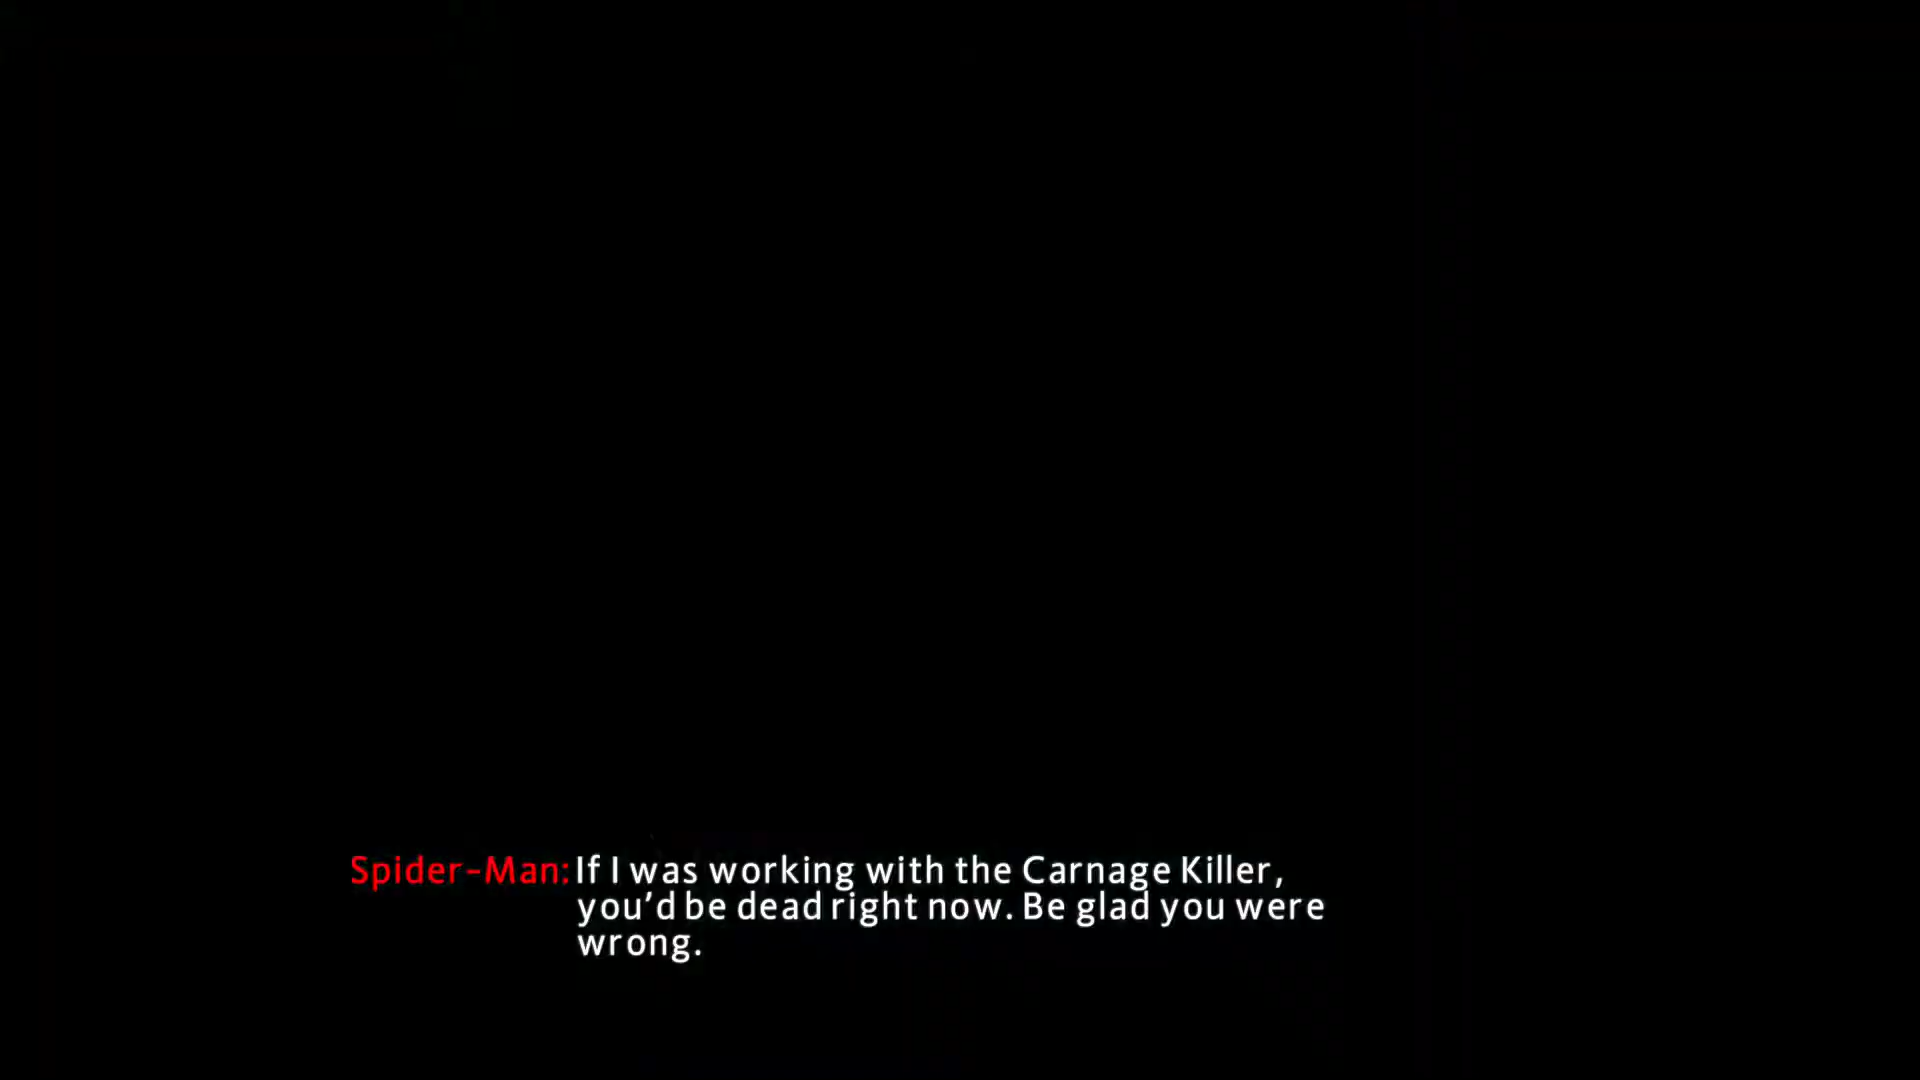 Spider-Man: If I was working with the Carnage Killer,
you'd be dead right now. Be glad you were
wrong.